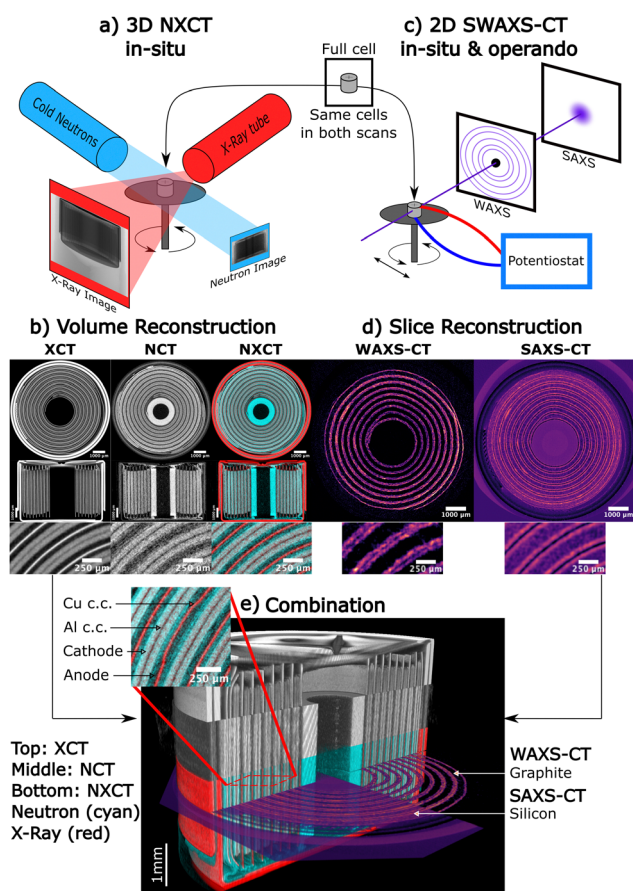 a) 3D NXCT
in-situ
Full cell
Same cells
in both scans
c) 2D SWAXS-CT
in-situ & operando
Cold Neutrons
X-Ray tube
X-Ray Image
Neutron Image
SAXS
WAXS
Potentiostat
b) Volume Reconstruction
XCT
NCT
NXCT
d) Slice Reconstruction
WAXS-CT
SAXS-CT
1000 µm
1000 µm
1000 µm
1000 µm
1000 µm
250 µm
250 µm
250 µm
250 µm
250 µm
Cu c.c.
Al c.c.
Cathode
Anode
250 µm
e) Combination
Top: XCT
Middle: NCT
Bottom: NXCT
Neutron (cyan)
X-Ray (red)
WAXS-CT
Graphite
SAXS-CT
Silicon
1mm